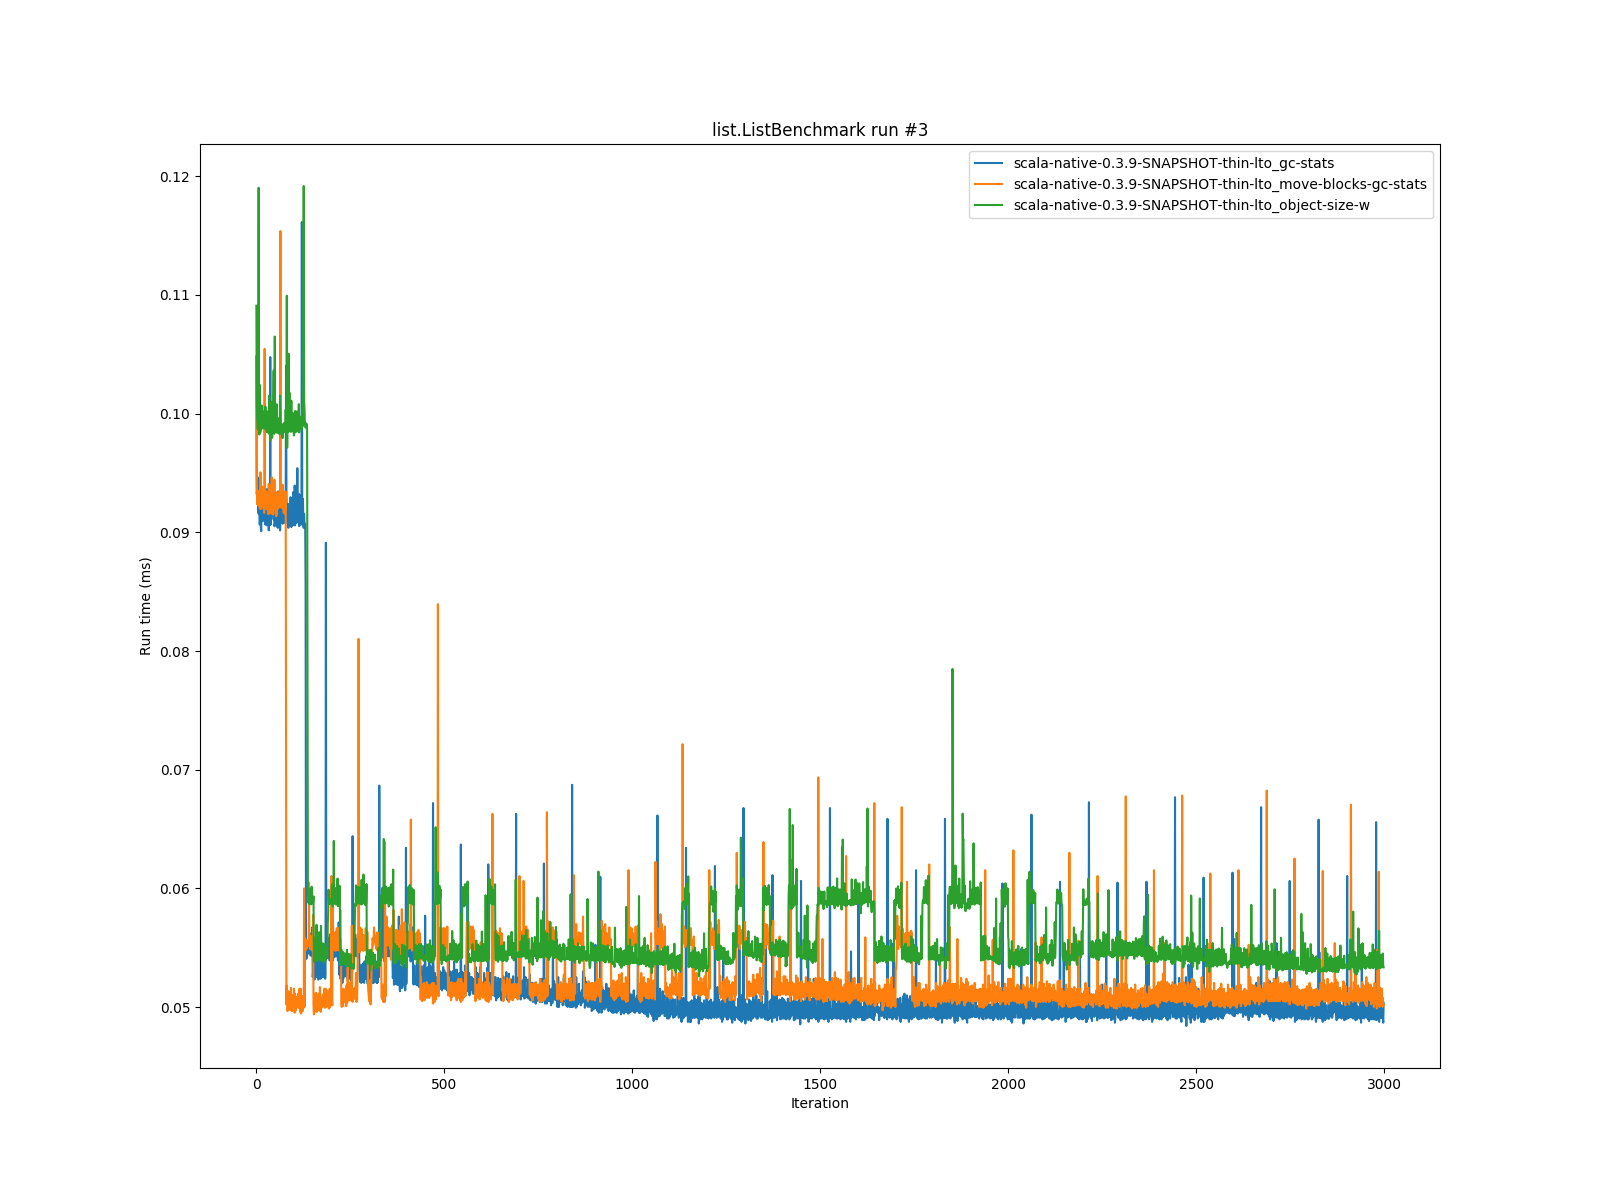 list.ListBenchmark run #3
scala-native-0.3.9-SNAPSHOT-thin-lto_gc-stats
scala-native-0.3.9-SNAPSHOT-thin-lto_move-blocks-gc-stats
scala-native-0.3.9-SNAPSHOT-thin-lto_object-size-w
0.12
0.11
0.10
0.09
0.08
0.07
0.06
0.05
Run time (ms)
0 500 1000 1500 2000 2500 3000
Iteration